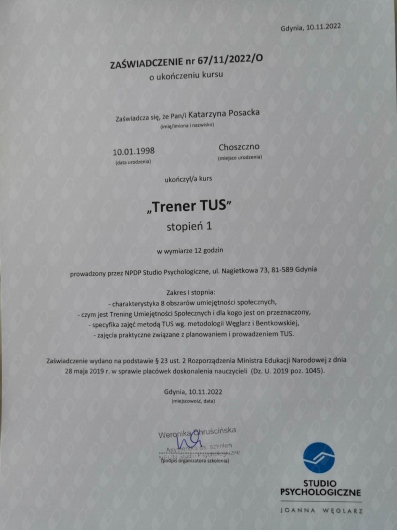 Gdynia, 10.11.2022
ZAŚWIADCZENIE nr 67/11/2022/O
o ukończeniu kursu
Zaświadcza się, że Pan/i Katarzyna Posacka
(imię/imiona i nazwisko)
10.01.1998 Choszczno
(data urodzenia) (miejsce urodzenia)
ukończył/a kurs
„Trener TUS”
stopień 1
w wymiarze 12 godzin
prowadzony przez NPDP Studio Psychologiczne, ul. Nagietkowa 73, 81-589 Gdynia
Zakres i stopnia:
- charakterystyka 8 obszarów umiejętności społecznych,
- czym jest Trening Umiejętności Społecznych i dla kogo jest on przeznaczony,
- specyfika zajęć metodą TUS wg. metodologii Węglarz i Bentkowskiej,
- zajęcia praktyczne związane z planowaniem i prowadzeniem TUS.
Zaświadczenie wydano na podstawie § 23 ust. 2 Rozporządzenia Ministra Edukacji Narodowej z dnia
28 maja 2019 r. w sprawie placówek doskonalenia nauczycieli (Dz. U. 2019 poz. 1045).
Gdynia, 10.11.2022
(miejscowość, data)
Weronika
(podpis organizatora szkolenia)
STUDIO
PSYCHOLOGICZNE
JOANNA WĘGLARZ